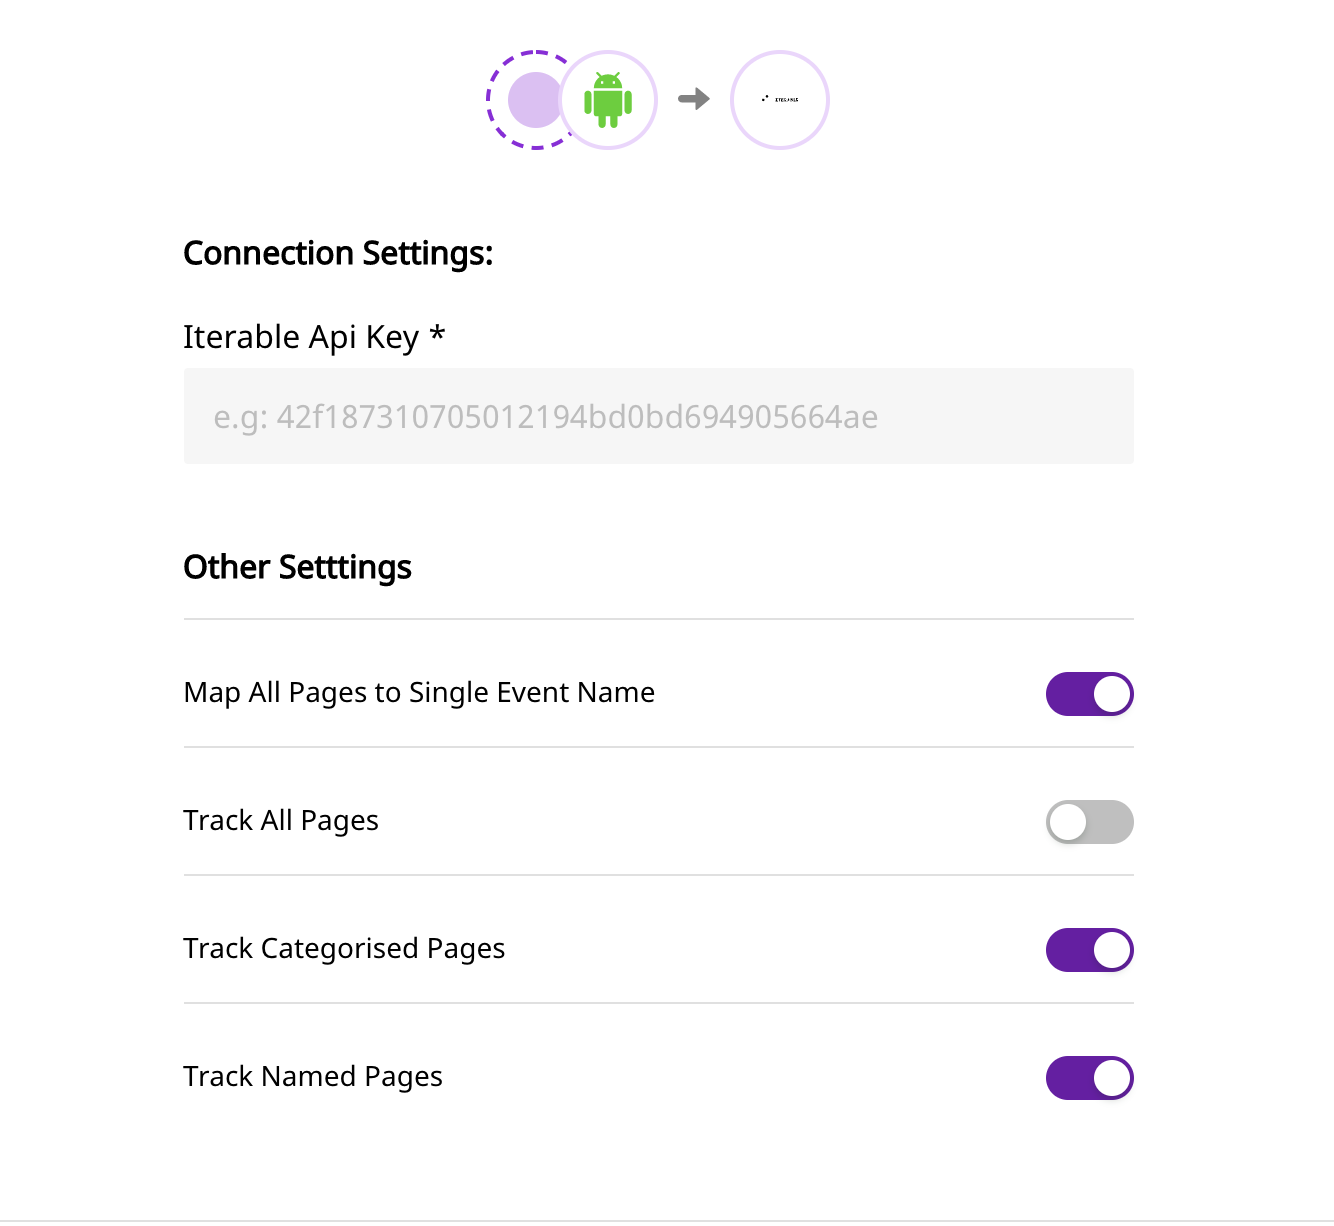 ITERABLE
Connection Settings:
Iterable Api Key *
e.g: 42f187310705012194bd0bd694905664ae
Other Setttings
Map All Pages to Single Event Name
Track All Pages
Track Categorised Pages
Track Named Pages